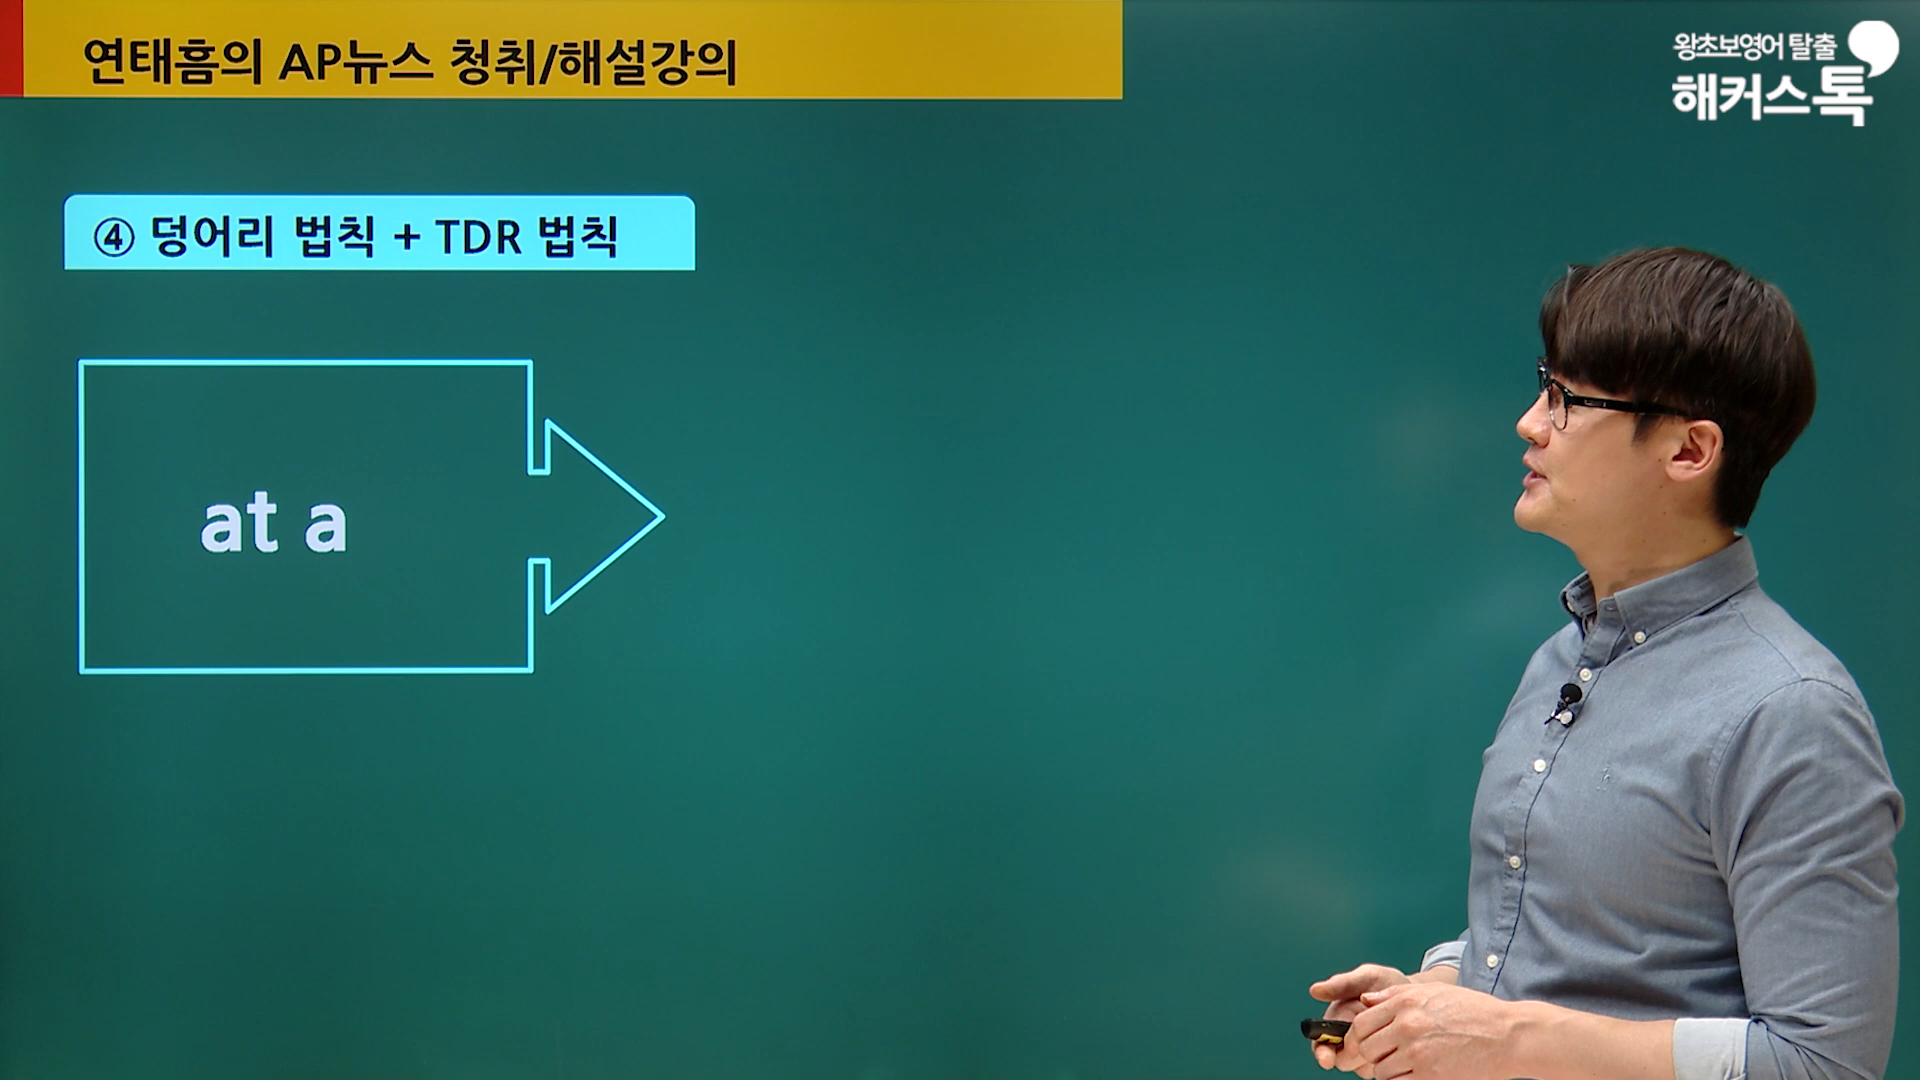 연태흠의 AP뉴스 청취/해설강의
왕초보영어 탈출
해커스톡
④ 덩어리 법칙 + TDR 법칙
at a